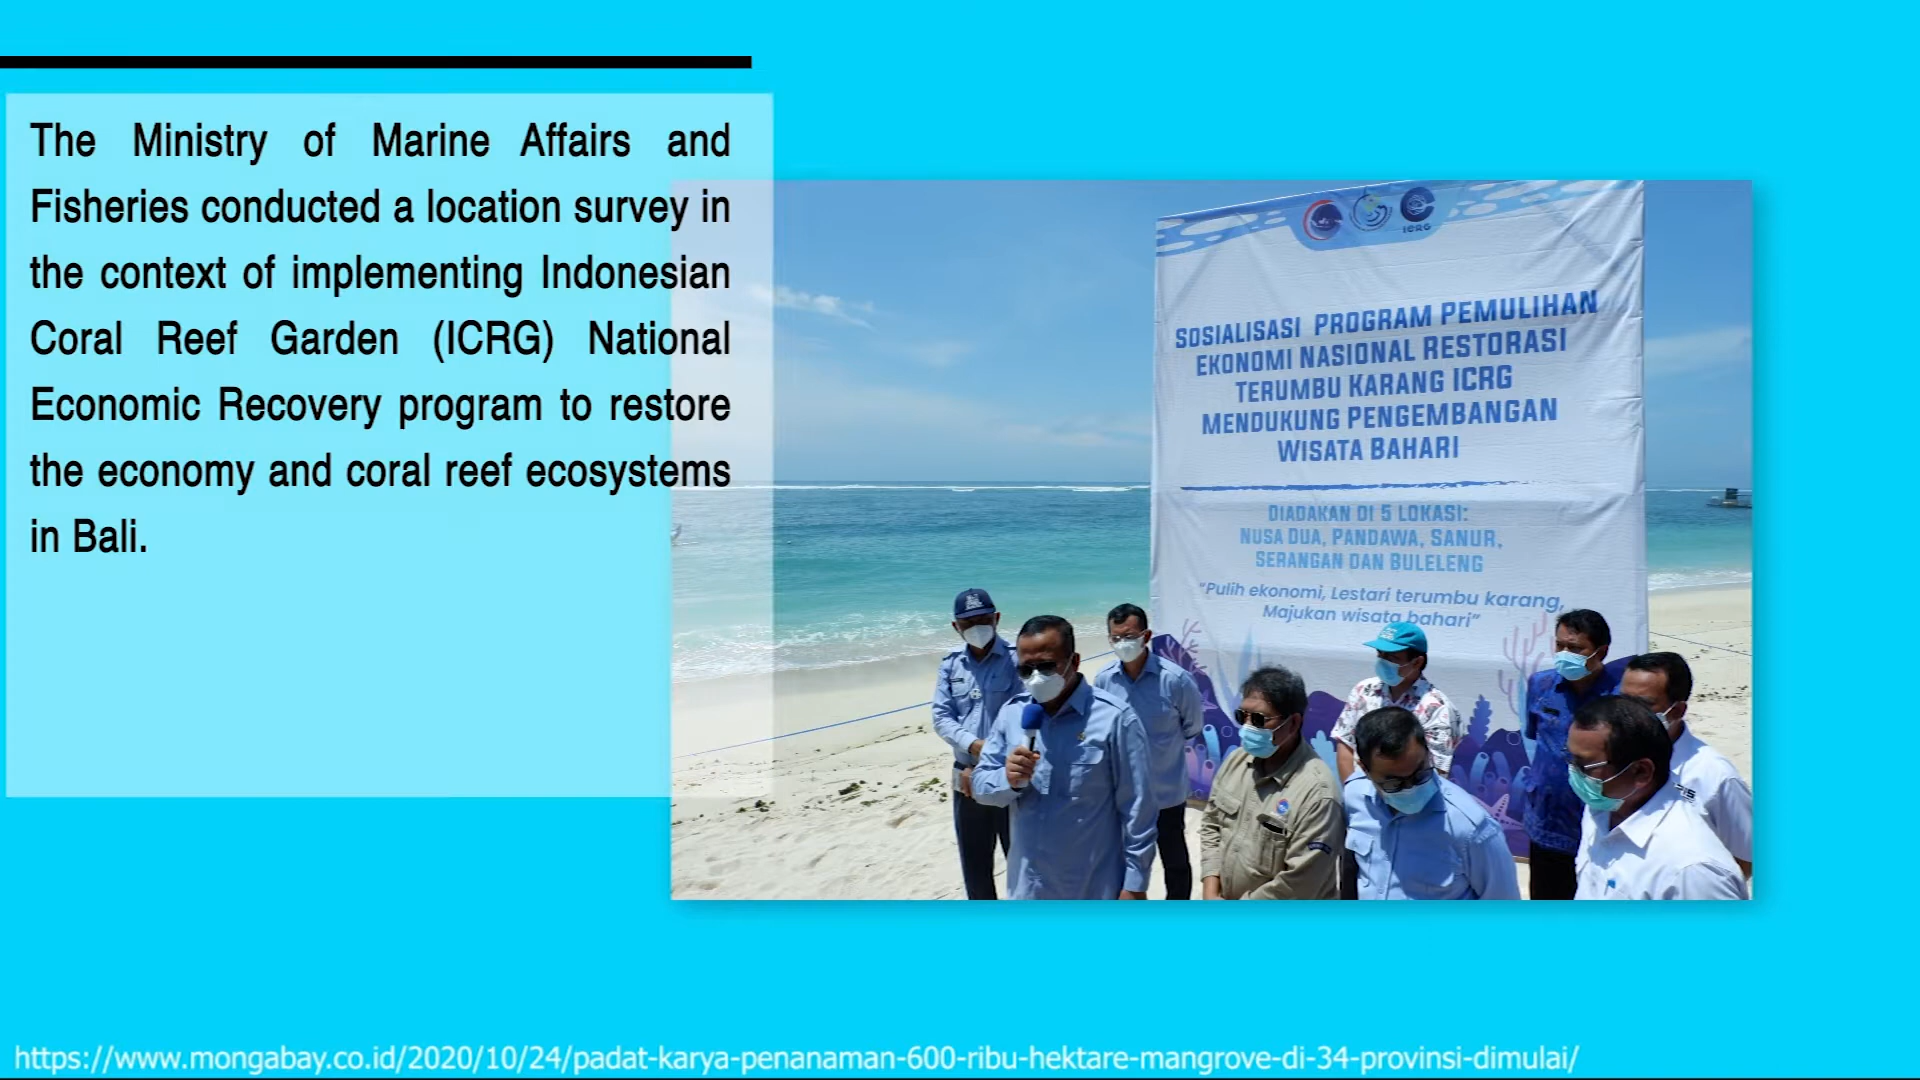 The Ministry of Marine Affairs and
Fisheries conducted a location survey in
the context of implementing Indonesian
Coral Reef Garden (ICRG) National
Economic Recovery program to restore
the economy and coral reef ecosystems
in Bali.
ICRG
SOSIALISASI PROGRAM PEMULIHAN
EKONOMI NASIONAL RESTORASI
TERUMBU KARANG ICRG
MENDUKUNG PENGEMBANGAN
WISATA BAHARI
DIADAKAN DI 5 LOKASI:
NUSA DUA, PANDAWA, SANUR,
SERANGAN DAN BULELENG
"Pulih ekonomi, Lestari terumbu karang,
Majukan wisata bahari"
https://www.mongabay.co.id/2020/10/24/padat-karya-penanaman-600-ribu-hektare-mangrove-di-34-provinsi-dimulai/